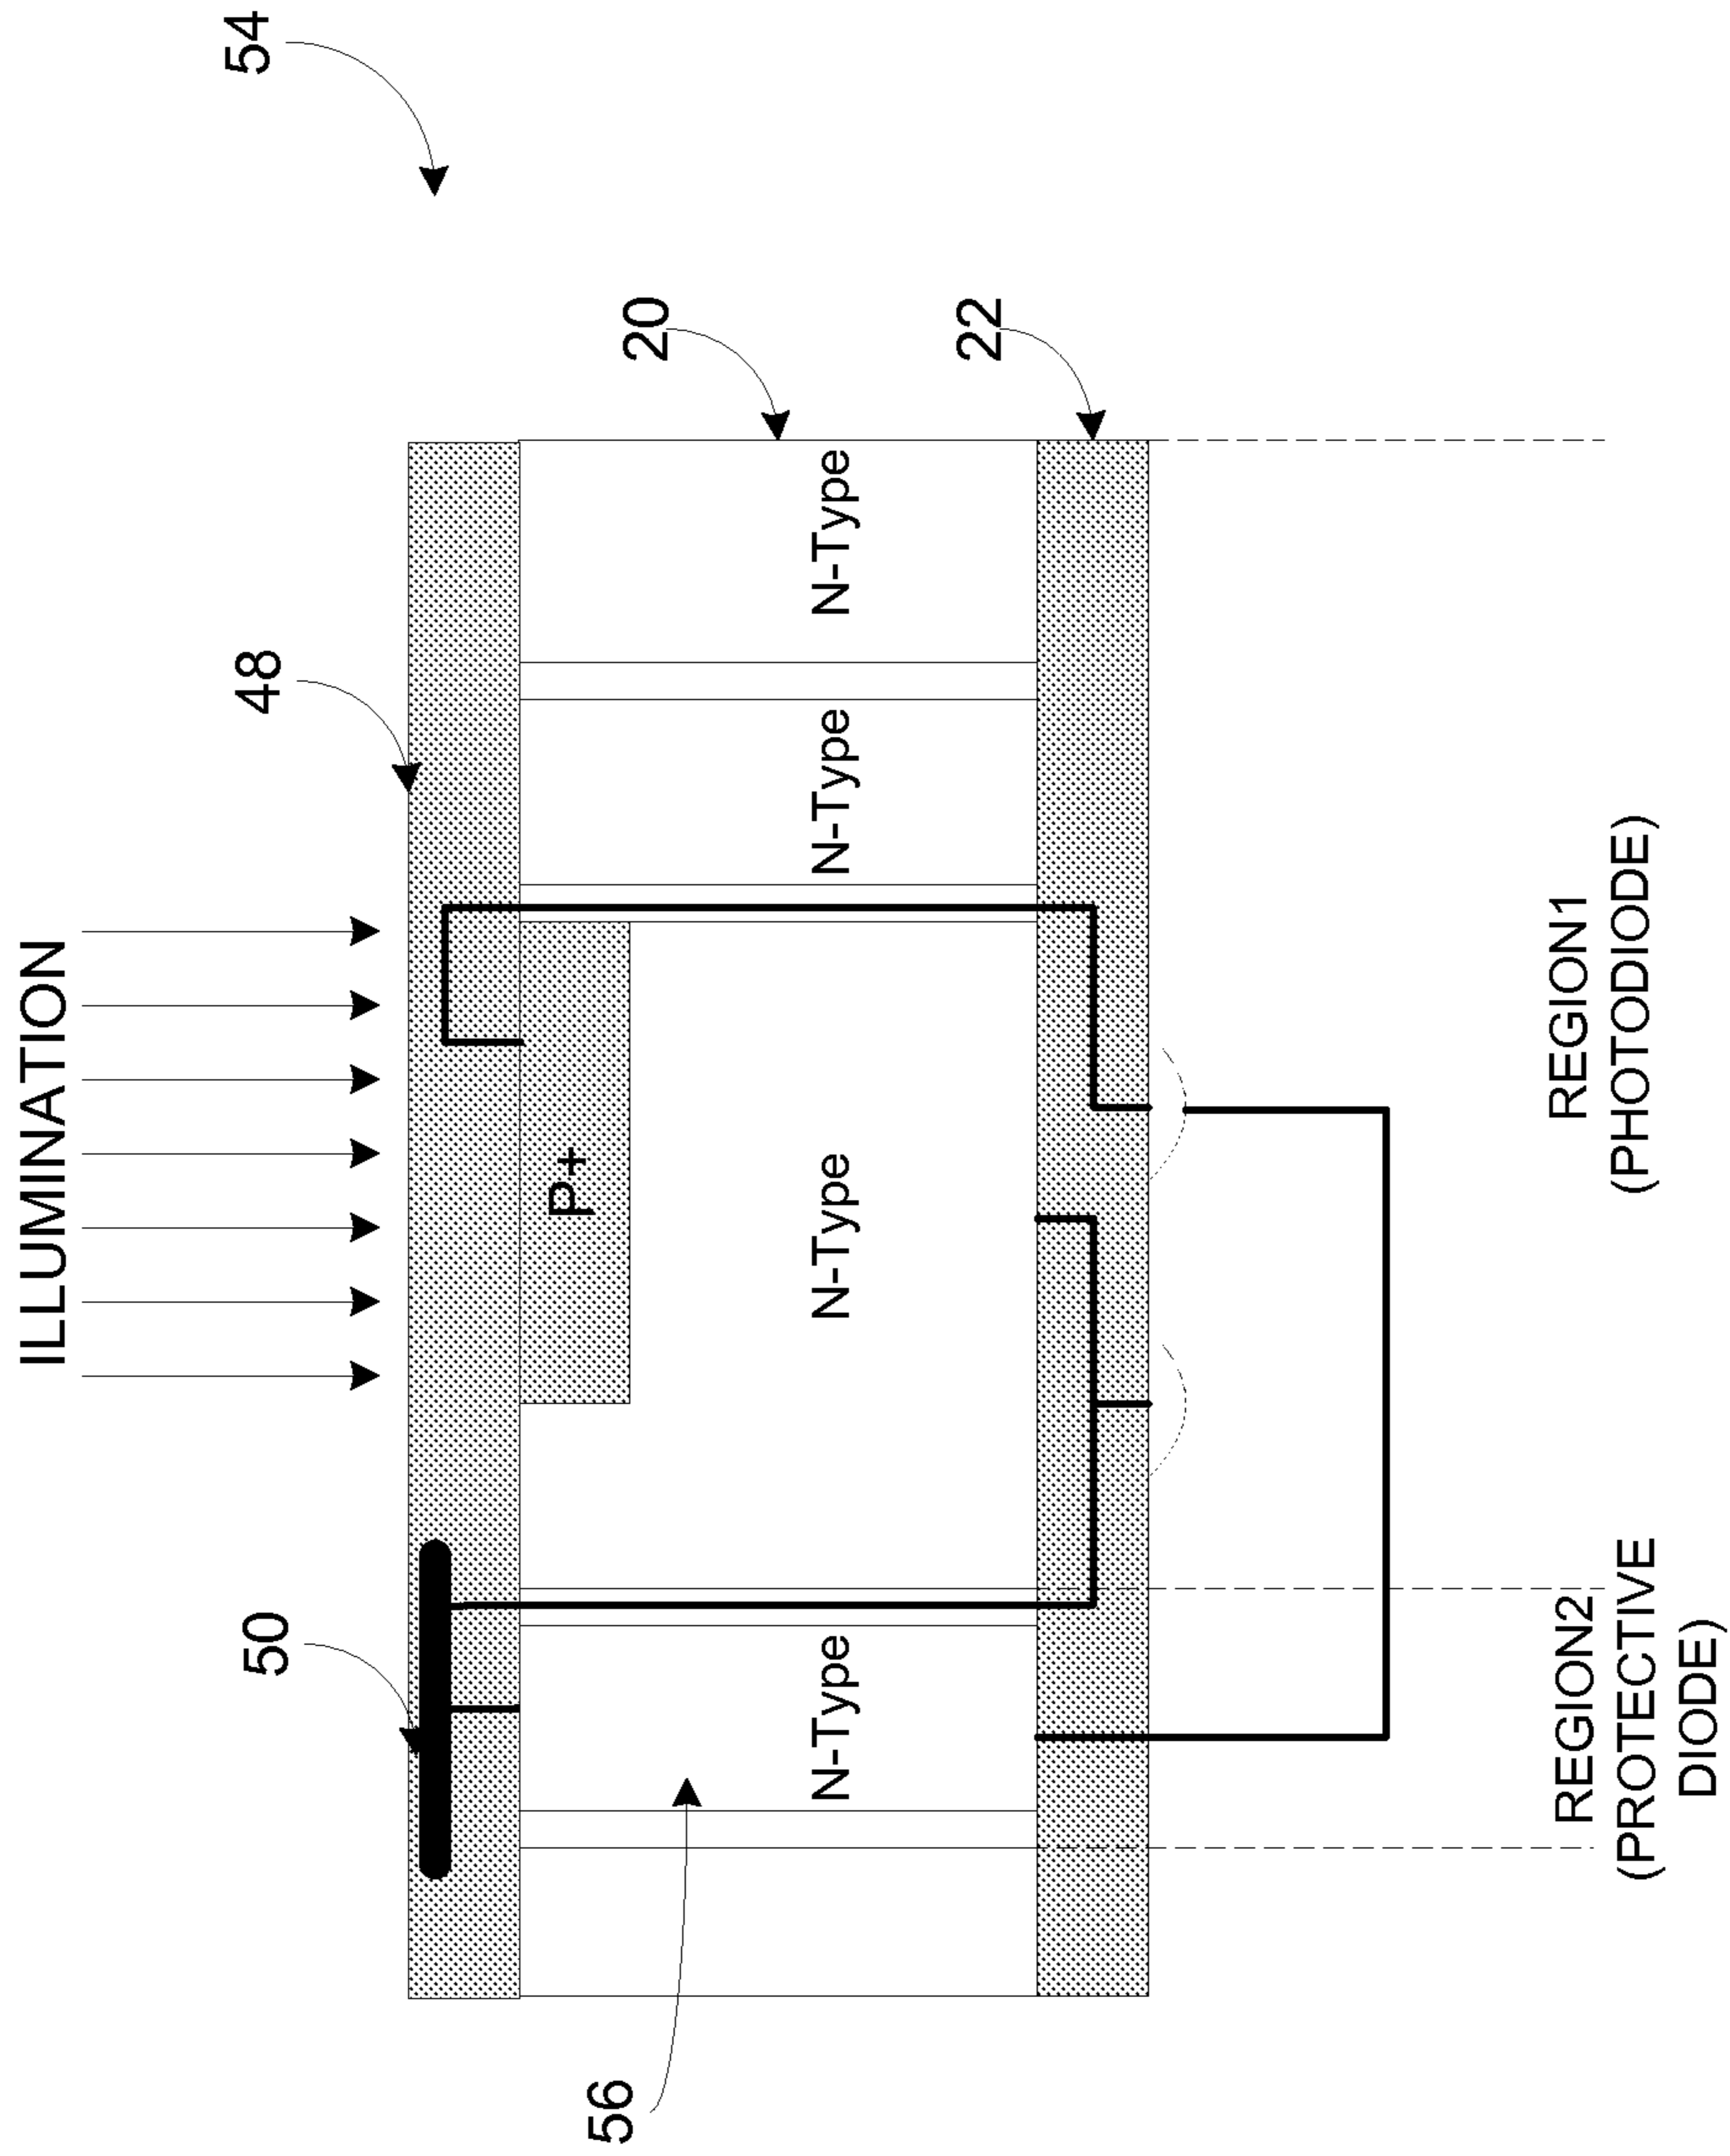 ILLUMINATION
54
48
50
20
22
56
P+
N-Type
N-Type
N-Type
N-Type
REGION2
(PROTECTIVE
DIODE)
REGION1
(PHOTODIODE)